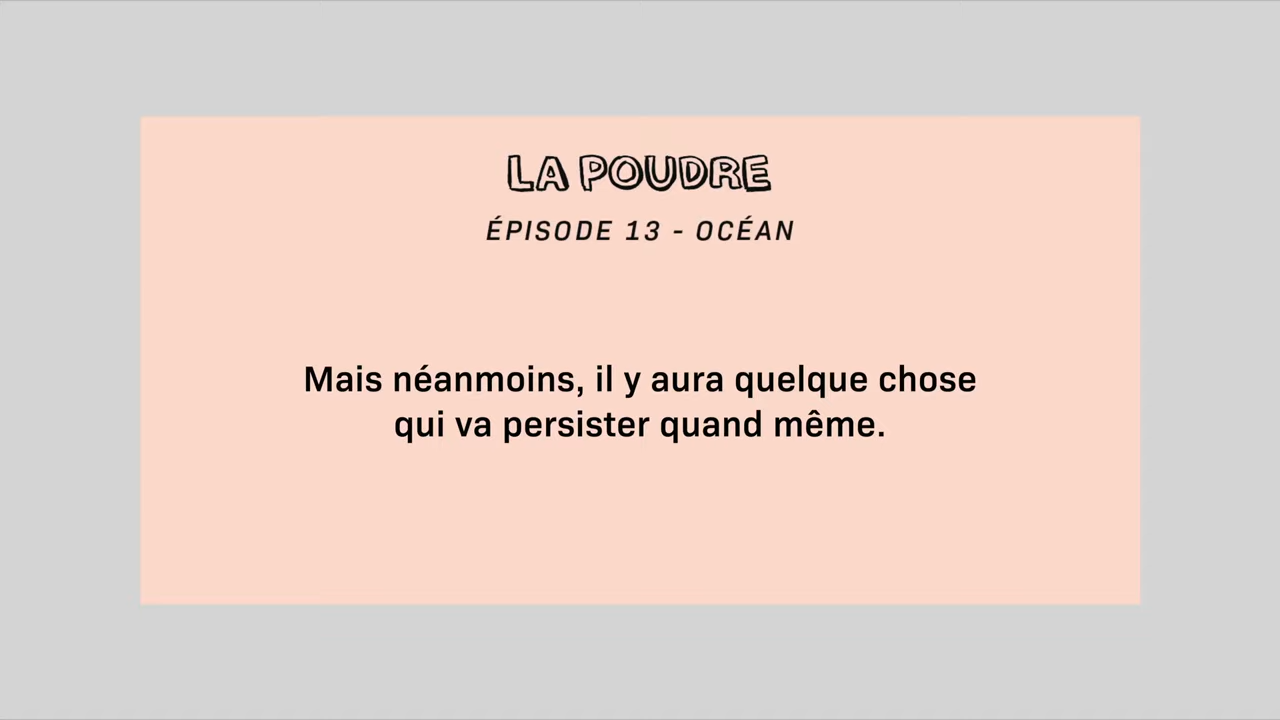 LA POUDRE
ÉPISODE 13 - OCÉAN
Mais néanmoins, il y aura quelque chose
qui va persister quand même.